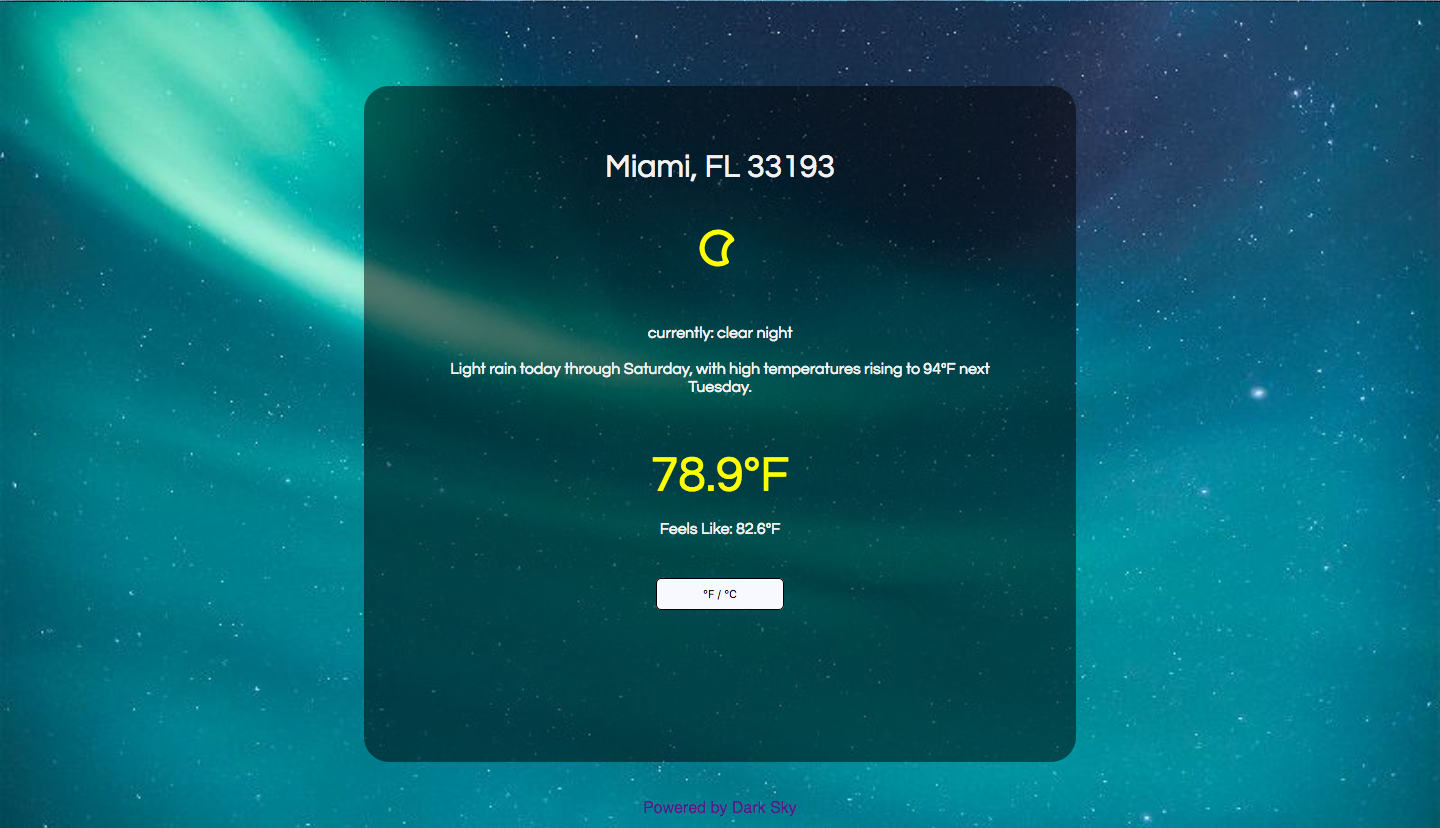 Miami, FL 33193
currently: clear night
Light rain today through Saturday, with high temperatures rising to 94°F next
Tuesday.
78.9°F
Feels Like: 82.6°F
°F / °C
Powered by Dark Sky